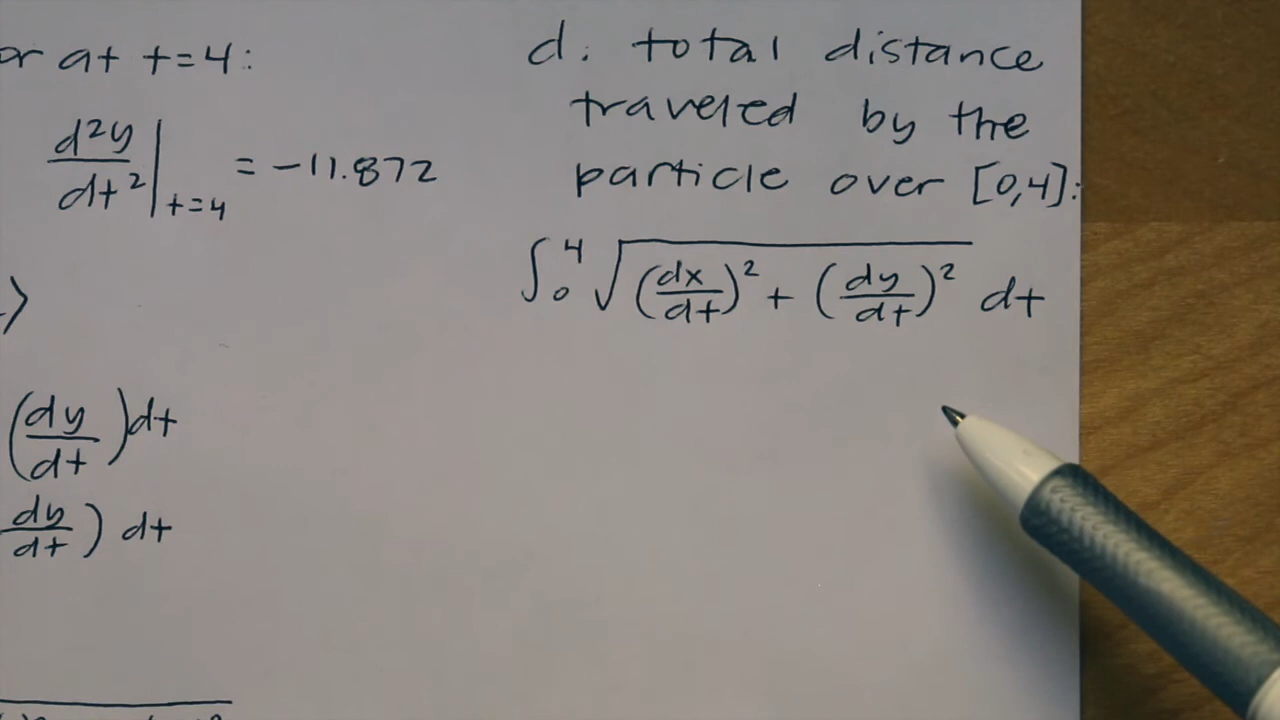 or at t=4:
d²y/dt² |t=4 = -11.872
⟩
(dy/dt) dt
dy/dt) dt
d. total distance
traveled by the
particle over [0,4]:
∫₀⁴ √((dx/dt)² + (dy/dt)²) dt